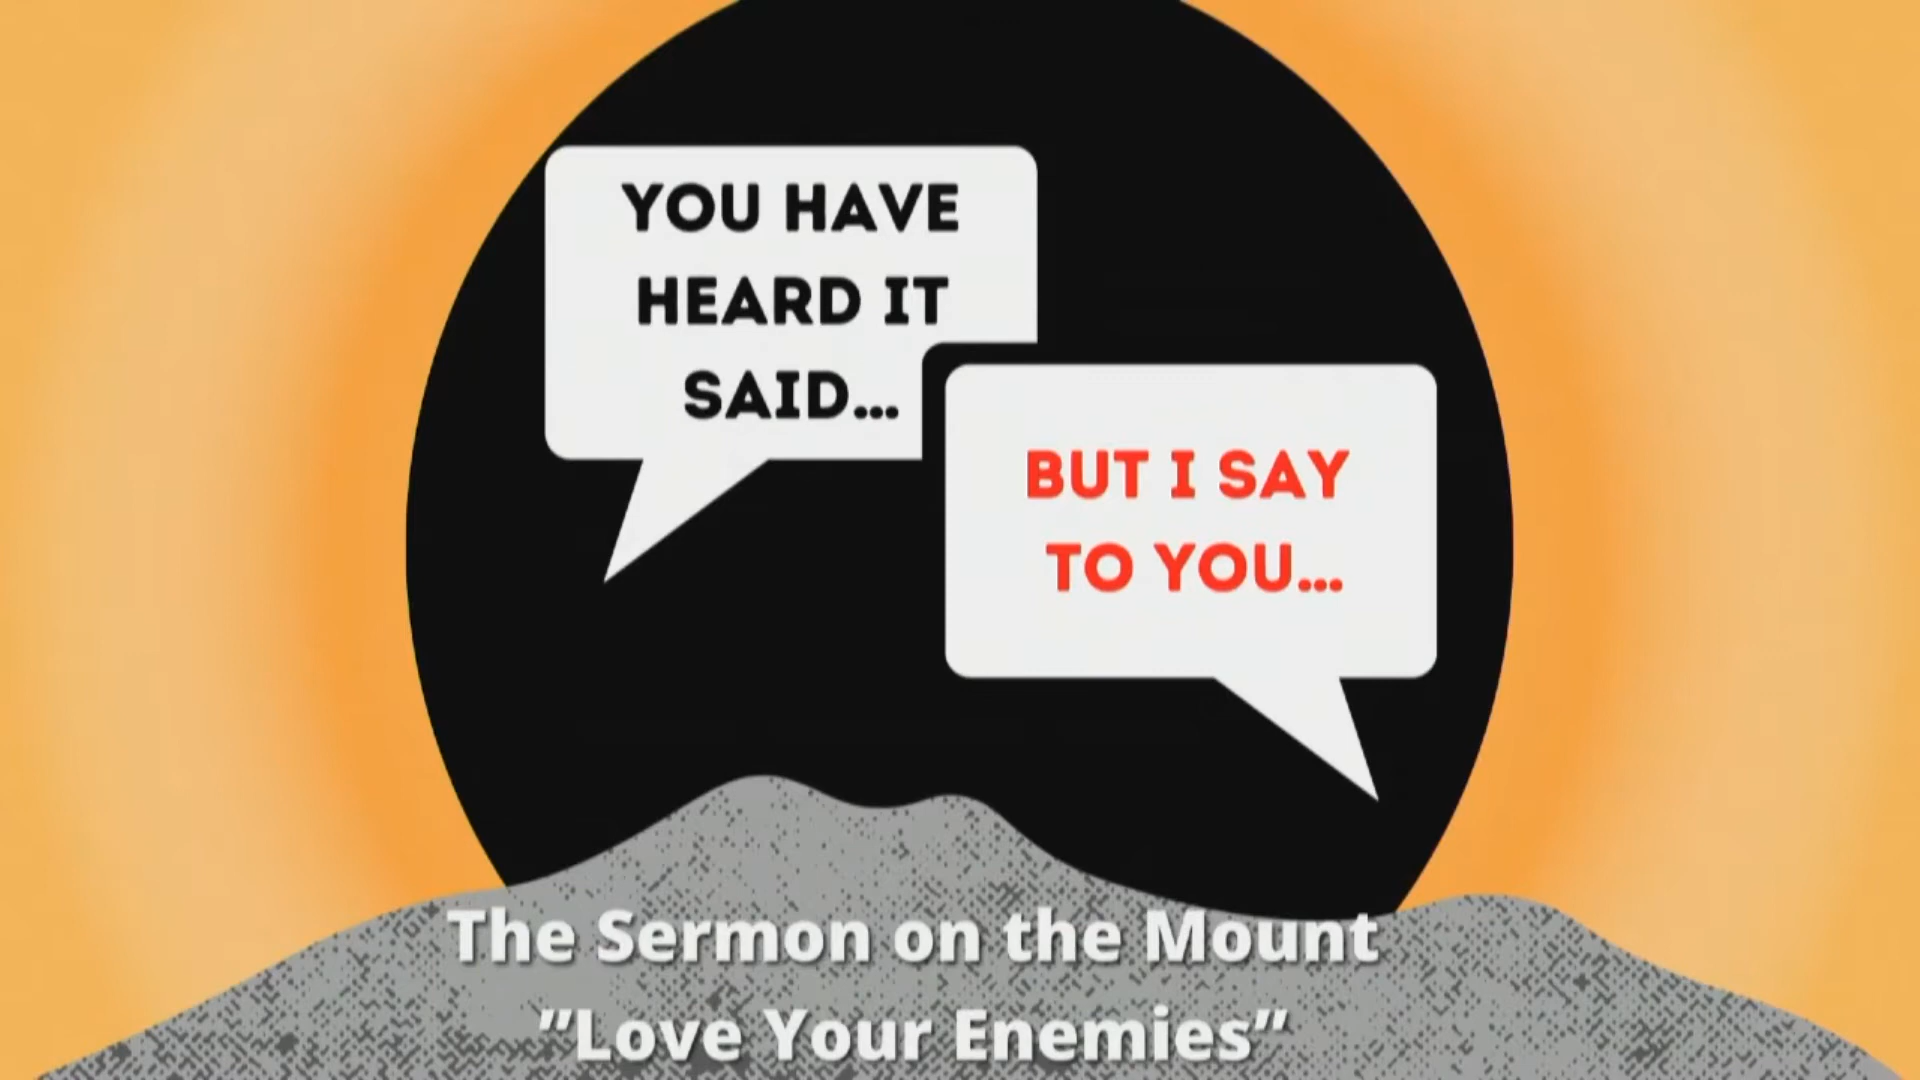 YOU HAVE
HEARD IT
SAID...
BUT I SAY
TO YOU...
The Sermon on the Mount
”Love Your Enemies”